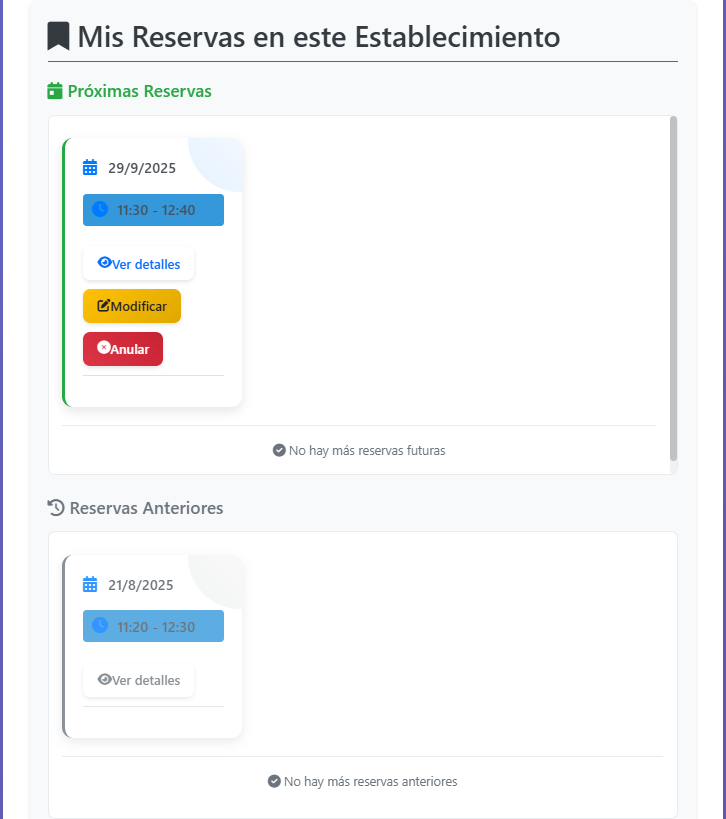 Mis Reservas en este Establecimiento
Próximas Reservas
29/9/2025
11:30 - 12:40
Ver detalles
Modificar
Anular
No hay más reservas futuras
Reservas Anteriores
21/8/2025
11:20 - 12:30
Ver detalles
No hay más reservas anteriores